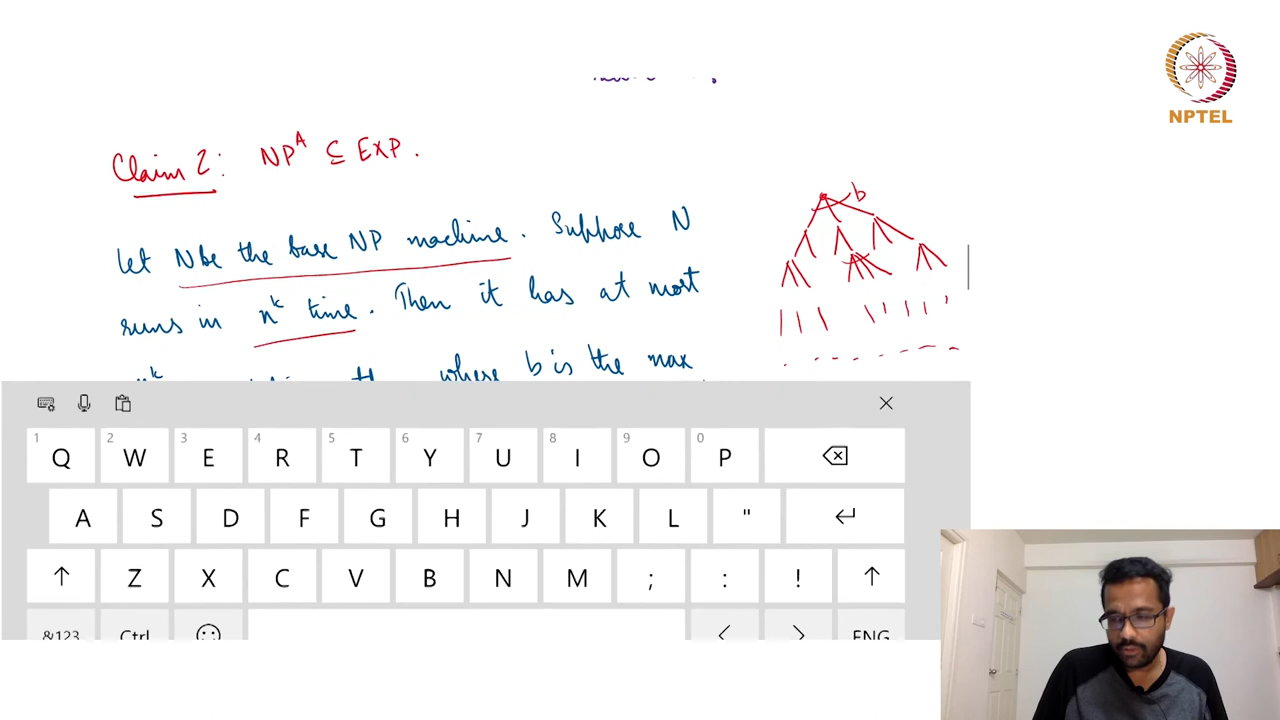 NPTEL
Claim 2: NP^A ⊆ EXP.
b
Let N be the base NP machine. Suppose N
runs in n^k time. Then it has at most
where b is the max
1 2 3 4 5 6 7 8 9 0
Q W E R T Y U I O P
A S D F G H J K L "
Z X C V B N M ; : !
&123 Ctrl < > ENG